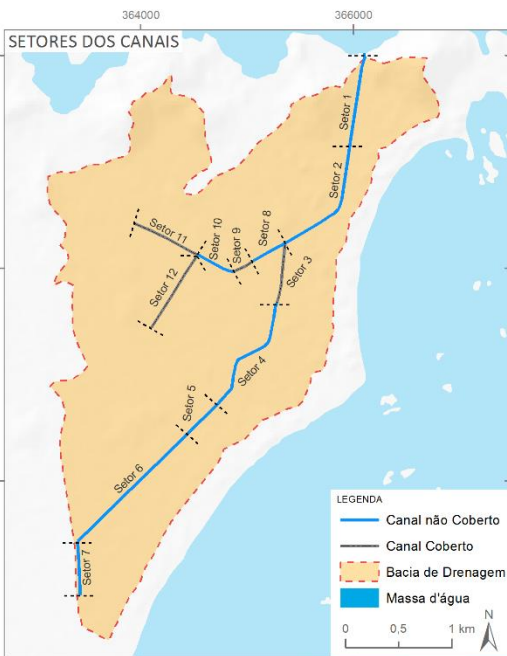 364000
366000
SETORES DOS CANAIS
Setor 1
Setor 2
Setor 8
Setor 9
Setor 10
Setor 11
Setor 12
Setor 3
Setor 4
Setor 5
Setor 6
Setor 7
LEGENDA
Canal não Coberto
Canal Coberto
Bacia de Drenagem
Massa d'água
N
0 0,5 1 km